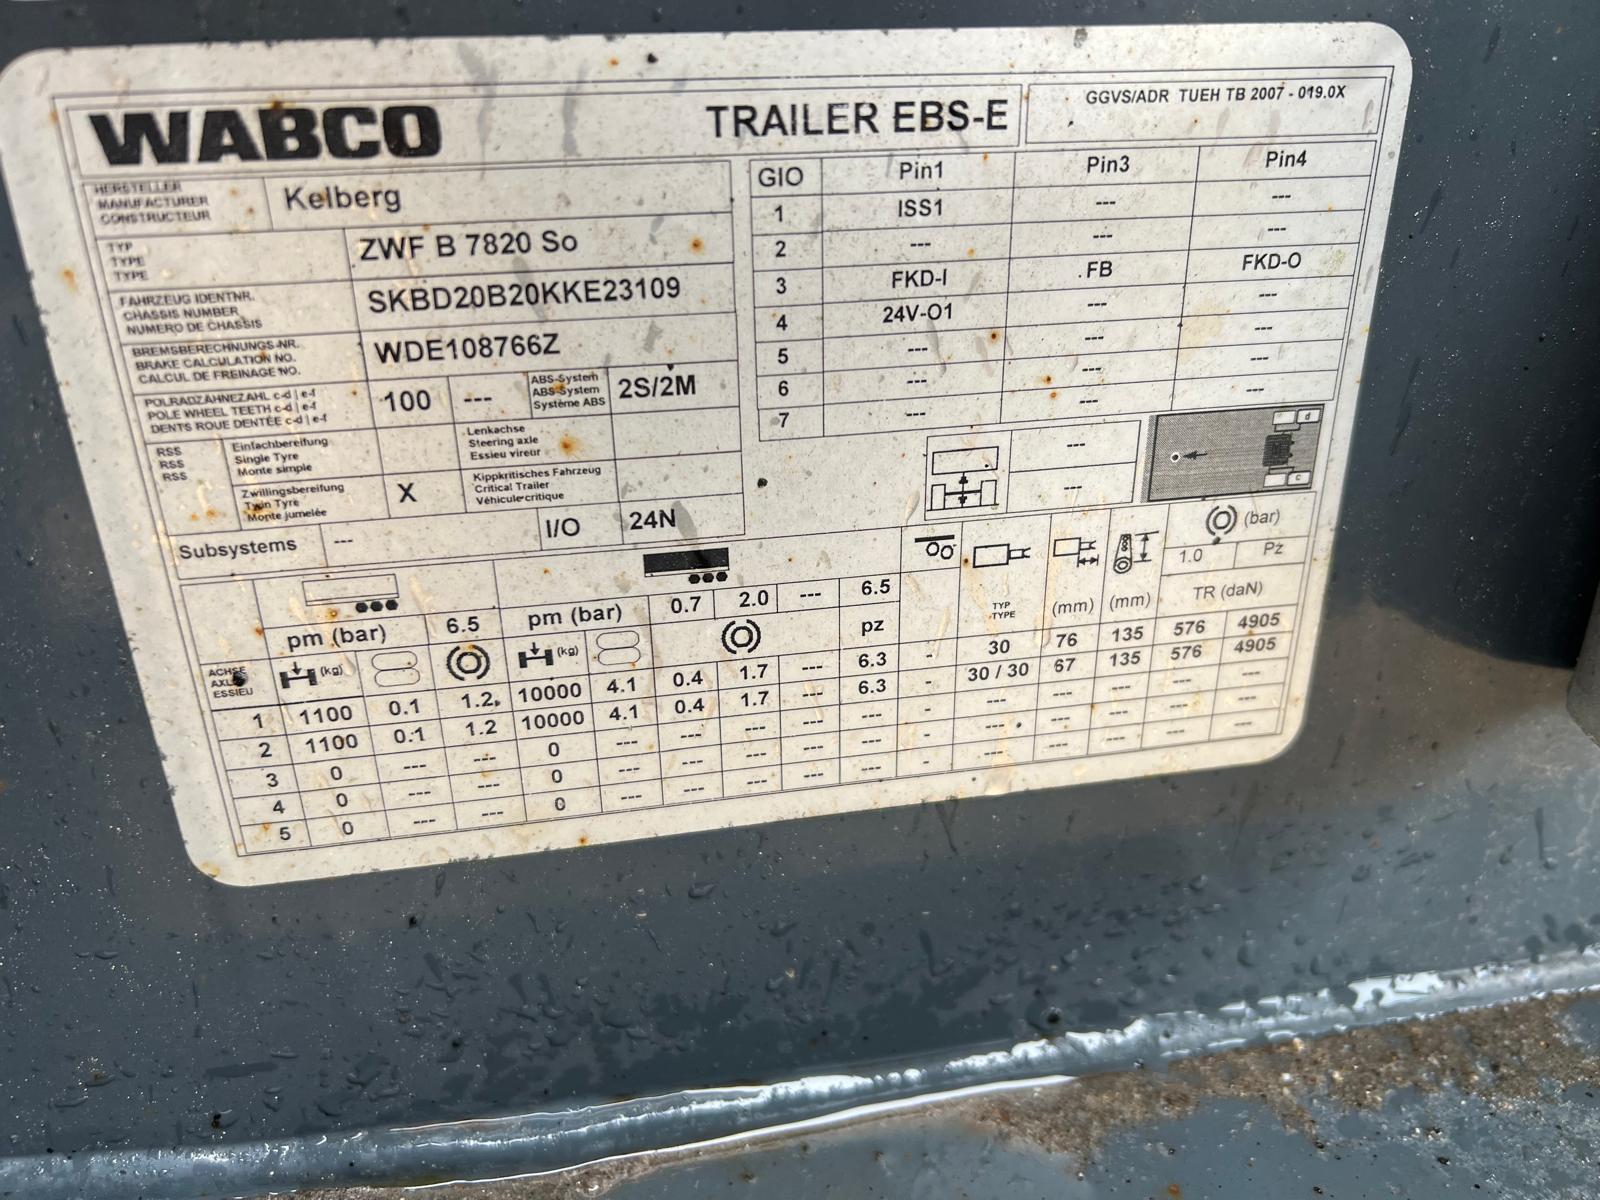 WABCO
TRAILER EBS-E
GGVS/ADR TUEH TB 2007 - 019.0X
HERSTELLER
MANUFACTURER
CONSTRUCTEUR
Kelberg
TYP
TYPE
TYPE
ZWF B 7820 So
FAHRZEUG IDENTNR.
CHASSIS NUMBER
NUMERO DE CHASSIS
SKBD20B20KKE23109
BREMSBERECHNUNGS-NR.
BRAKE CALCULATION NO.
CALCUL DE FREINAGE NO.
WDE108766Z
POLRADZÄHNEZAHL c-d | e-f
POLE WHEEL TEETH c-d | e-f
DENTS ROUE DENTÉE c-d | e-f
100 ---
ABS-System
ABS-System
Système ABS
2S/2M
RSS
RSS
RSS
Einfachbereifung
Single Tyre
Monte simple
Lenkachse
Steering axle
Essieu vireur
Zwillingsbereifung
Twin Tyre
Monte jumelée
X
Kippkritisches Fahrzeug
Critical Trailer
Véhicule critique
Subsystems ---
I/O 24N
GIO Pin1 Pin3 Pin4
1 ISS1 --- ---
2 --- --- ---
3 FKD-I FB FKD-O
4 24V-O1 --- ---
5 --- --- ---
6 --- --- ---
7 --- --- ---
---
---
d
c
pm (bar) 6.5 pm (bar) 0.7 2.0 --- 6.5
pz
TYP
TYPE
(mm) (mm)
(bar)
1.0 Pz
TR (daN)
ACHSE
AXLE
ESSIEU
(kg) (kg)
1 1100 0.1 1.2 10000 4.1 0.4 1.7 --- 6.3 - 30 76 135 576 4905
2 1100 0.1 1.2 10000 4.1 0.4 1.7 --- 6.3 - 30 / 30 67 135 576 4905
3 0 --- --- 0 --- --- --- --- --- - --- --- --- --- ---
4 0 --- --- 0 --- --- --- --- --- - --- --- --- --- ---
5 0 --- --- 0 --- --- --- --- --- - --- --- --- --- ---